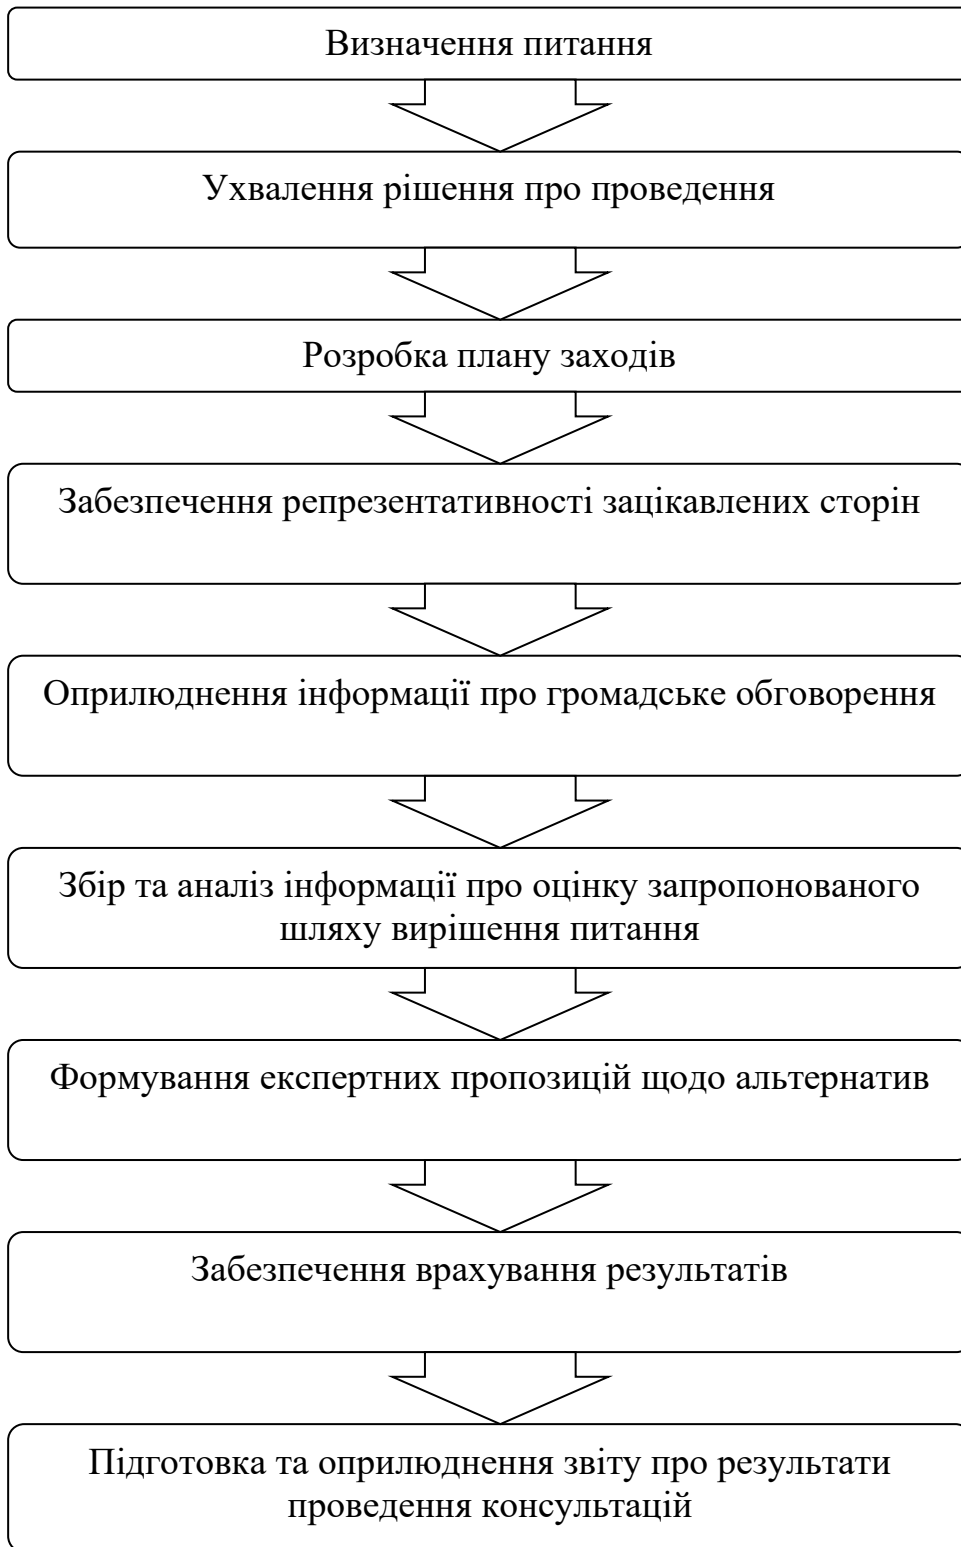 Визначення питання
Ухвалення рішення про проведення
Розробка плану заходів
Забезпечення репрезентативності зацікавлених сторін
Оприлюднення інформації про громадське обговорення
Збір та аналіз інформації про оцінку запропонованого
шляху вирішення питання
Формування експертних пропозицій щодо альтернатив
Забезпечення врахування результатів
Підготовка та оприлюднення звіту про результати
проведення консультацій